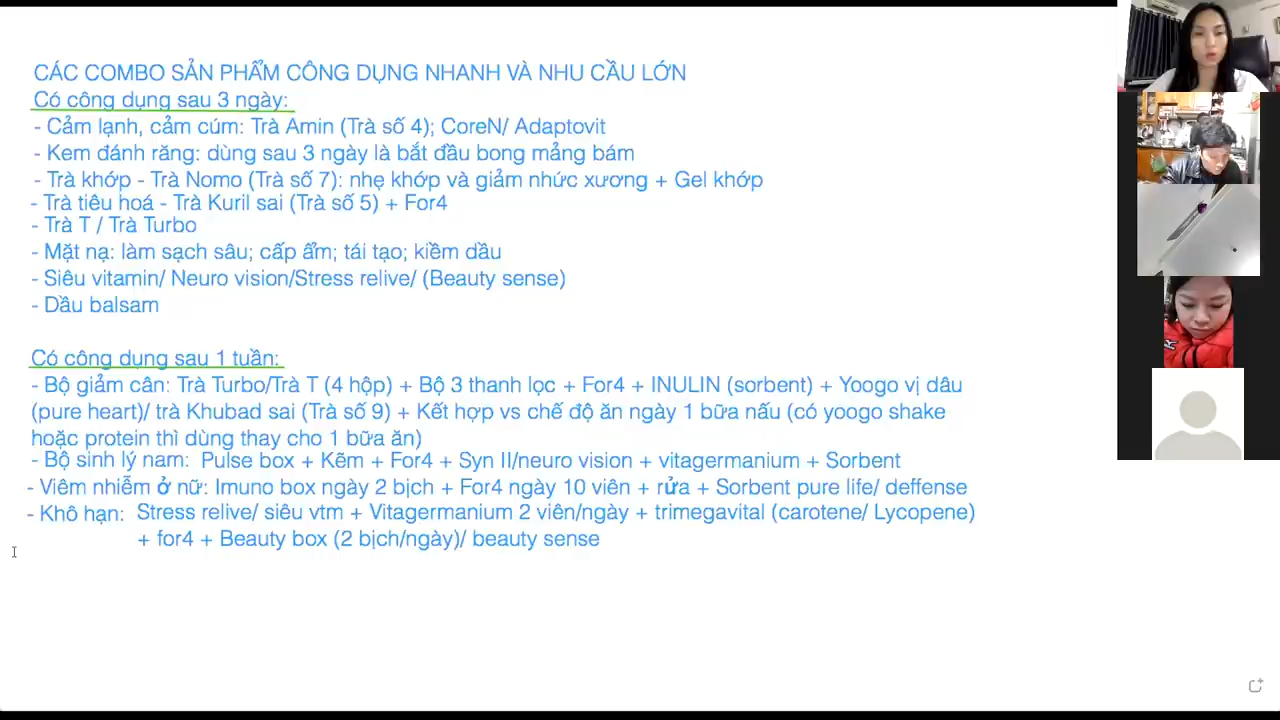 CÁC COMBO SẢN PHẨM CÔNG DỤNG NHANH VÀ NHU CẦU LỚN
Có công dụng sau 3 ngày:
- Cảm lạnh, cảm cúm: Trà Amin (Trà số 4); CoreN/ Adaptovit
- Kem đánh răng: dùng sau 3 ngày là bắt đầu bong mảng bám
- Trà khớp - Trà Nomo (Trà số 7): nhẹ khớp và giảm nhức xương + Gel khớp
- Trà tiêu hoá - Trà Kuril sai (Trà số 5) + For4
- Trà T / Trà Turbo
- Mặt nạ: làm sạch sâu; cấp ẩm; tái tạo; kiềm dầu
- Siêu vitamin/ Neuro vision/Stress relive/ (Beauty sense)
- Dầu balsam
Có công dụng sau 1 tuần:
- Bộ giảm cân: Trà Turbo/Trà T (4 hộp) + Bộ 3 thanh lọc + For4 + INULIN (sorbent) + Yoogo vị dâu
(pure heart)/ trà Khubad sai (Trà số 9) + Kết hợp vs chế độ ăn ngày 1 bữa nấu (có yoogo shake
hoặc protein thì dùng thay cho 1 bữa ăn)
- Bộ sinh lý nam: Pulse box + Kẽm + For4 + Syn II/neuro vision + vitagermanium + Sorbent
- Viêm nhiễm ở nữ: Imuno box ngày 2 bịch + For4 ngày 10 viên + rửa + Sorbent pure life/ deffense
- Khô hạn: Stress relive/ siêu vtm + Vitagermanium 2 viên/ngày + trimegavital (carotene/ Lycopene)
+ for4 + Beauty box (2 bịch/ngày)/ beauty sense